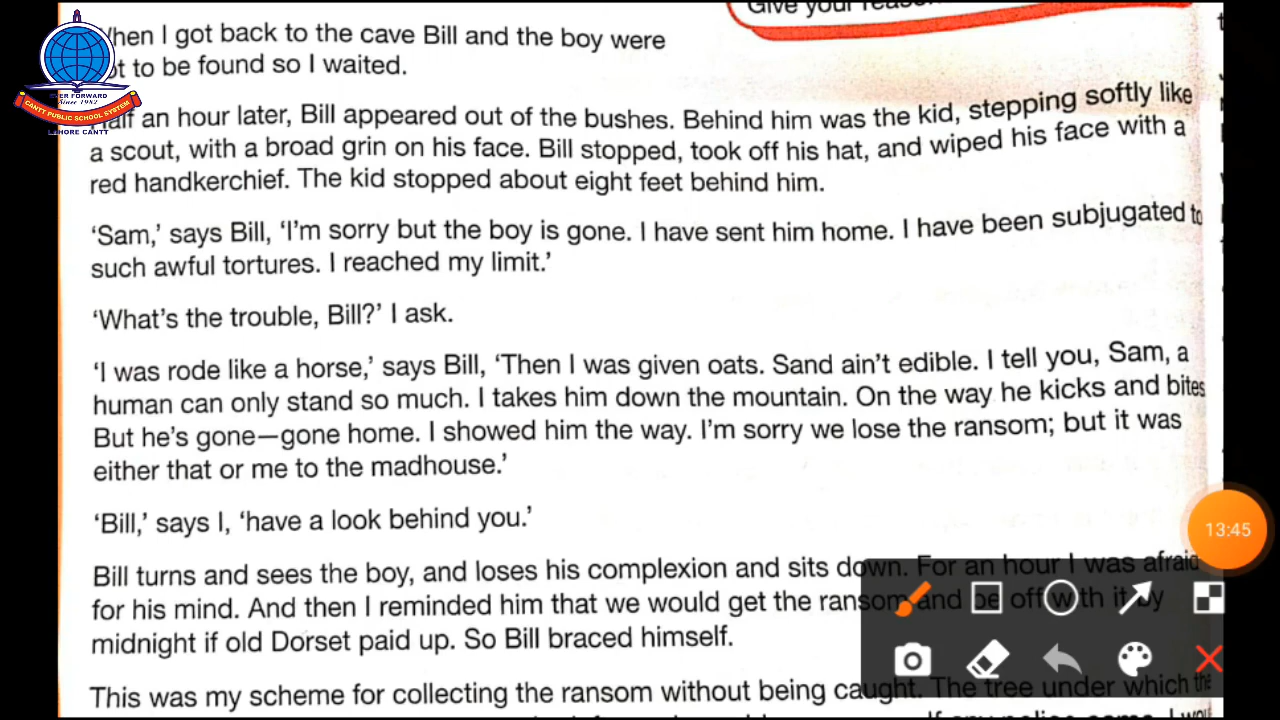 Give your
When I got back to the cave Bill and the boy were
not to be found so I waited.
EVER FORWARD
Since 1982
CANTT PUBLIC SCHOOL SYSTEM
LAHORE CANTT
Half an hour later, Bill appeared out of the bushes. Behind him was the kid, stepping softly like
a scout, with a broad grin on his face. Bill stopped, took off his hat, and wiped his face with a
red handkerchief. The kid stopped about eight feet behind him.
‘Sam,’ says Bill, ‘I’m sorry but the boy is gone. I have sent him home. I have been subjugated to
such awful tortures. I reached my limit.’
‘What’s the trouble, Bill?’ I ask.
‘I was rode like a horse,’ says Bill, ‘Then I was given oats. Sand ain’t edible. I tell you, Sam, a
human can only stand so much. I takes him down the mountain. On the way he kicks and bites
But he’s gone—gone home. I showed him the way. I’m sorry we lose the ransom; but it was
either that or me to the madhouse.’
‘Bill,’ says I, ‘have a look behind you.’
13:45
Bill turns and sees the boy, and loses his complexion and sits down. For an hour I was afraid
for his mind. And then I reminded him that we would get the ransom and be off with it by
midnight if old Dorset paid up. So Bill braced himself.
This was my scheme for collecting the ransom without being caught. The tree under which the
If any police came, I